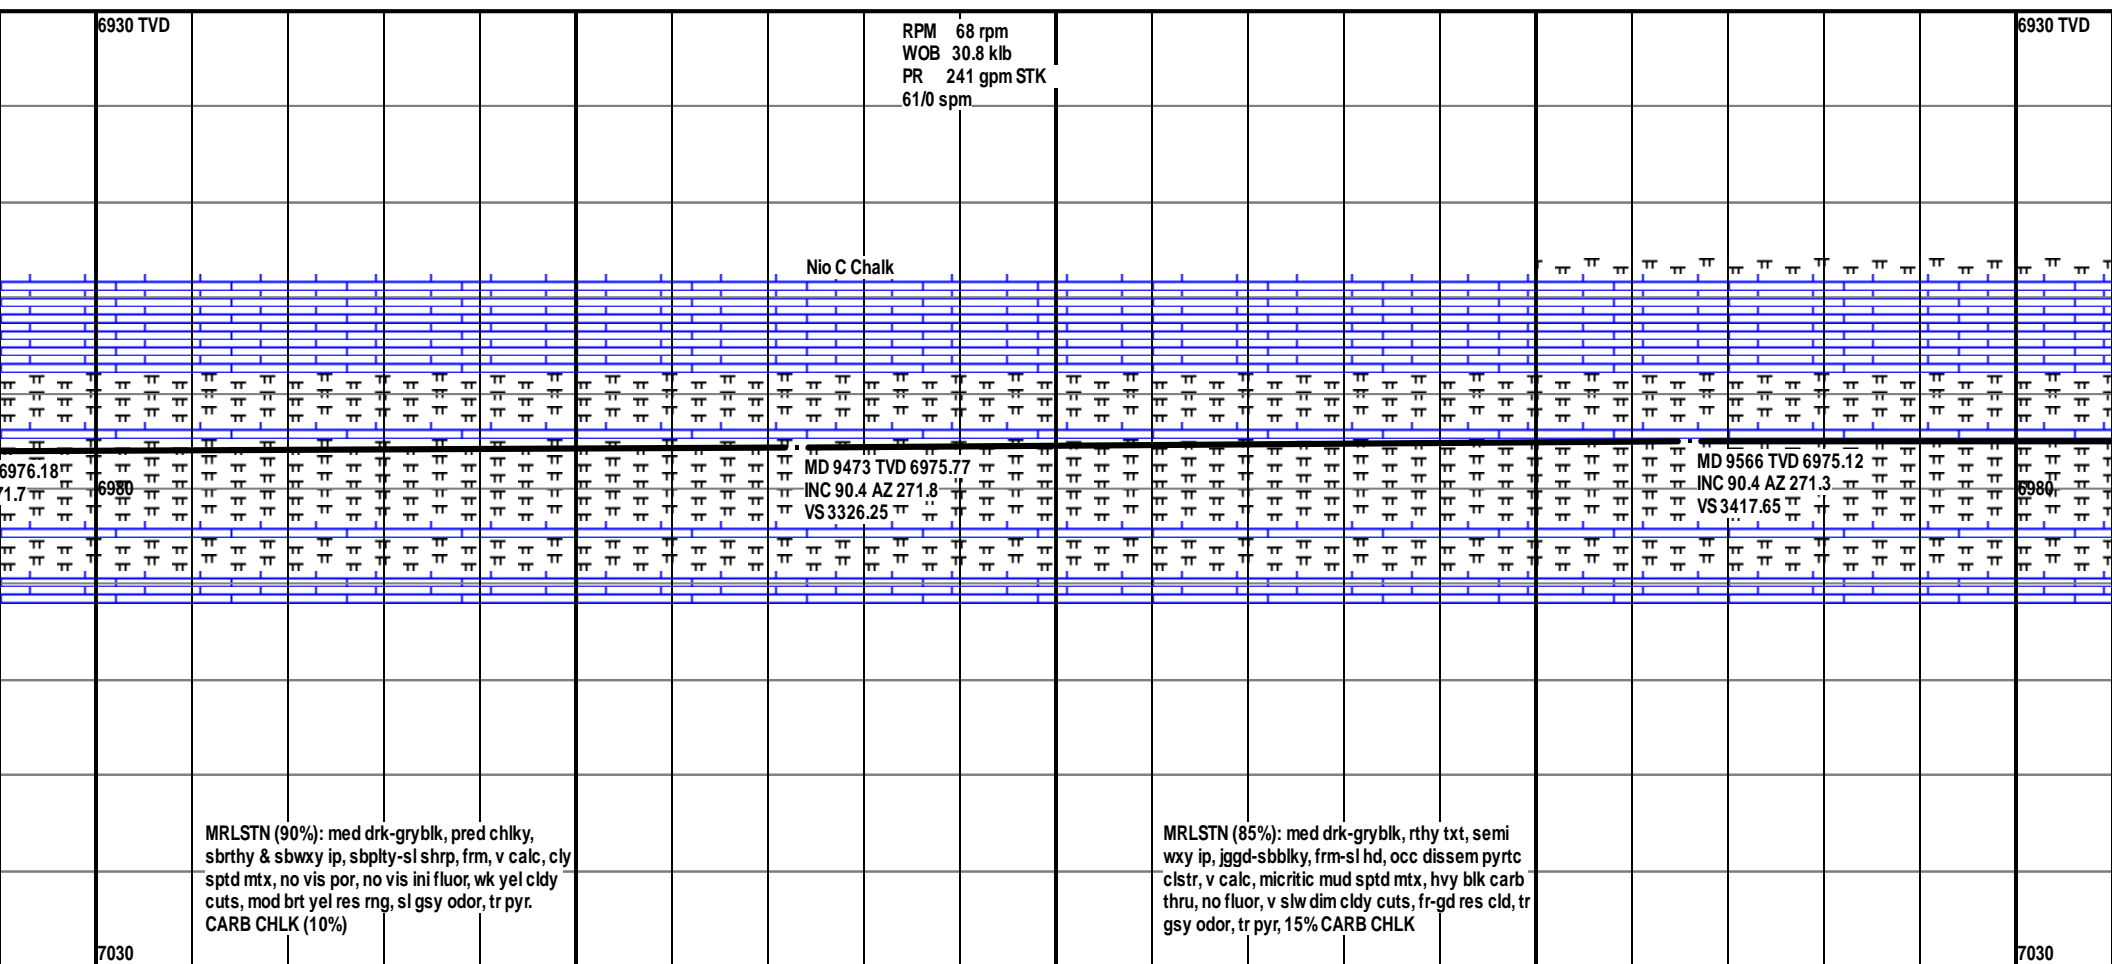 6930 TVD
RPM 68 rpm
WOB 30.8 klb
PR 241 gpm STK
61/0 spm
6930 TVD
Nio C Chalk
6976.18
71.7
6980
MD 9473 TVD 6975.77
INC 90.4 AZ 271.8
VS 3326.25
MD 9566 TVD 6975.12
INC 90.4 AZ 271.3
VS 3417.65
6980
MRLSTN (90%): med drk-gryblk, pred chlky,
sbrthy & sbwxy ip, sbplty-sl shrp, frm, v calc, cly
sptd mtx, no vis por, no vis ini fluor, wk yel cldy
cuts, mod brt yel res rng, sl gsy odor, tr pyr.
CARB CHLK (10%)
MRLSTN (85%): med drk-gryblk, rthy txt, semi
wxy ip, jggd-sbblky, frm-sl hd, occ dissem pyrtc
clstr, v calc, micritic mud sptd mtx, hvy blk carb
thru, no fluor, v slw dim cldy cuts, fr-gd res cld, tr
gsy odor, tr pyr, 15% CARB CHLK
7030
7030